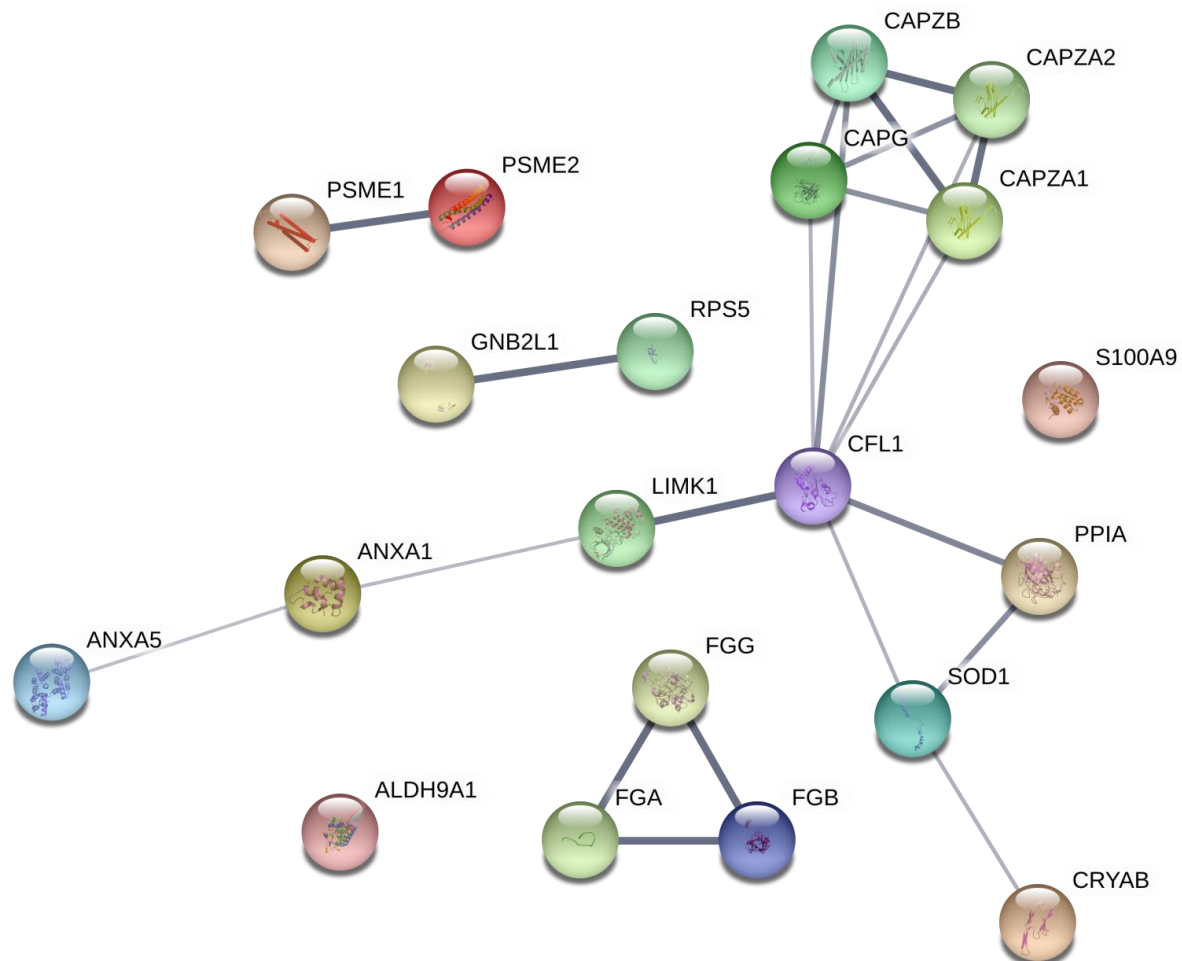 CAPZB
CAPZA2
CAPG
PSME2
CAPZA1
PSME1
RPS5
GNB2L1
S100A9
CFL1
LIMK1
PPIA
ANXA1
ANXA5
FGG
SOD1
ALDH9A1
FGA
FGB
CRYAB